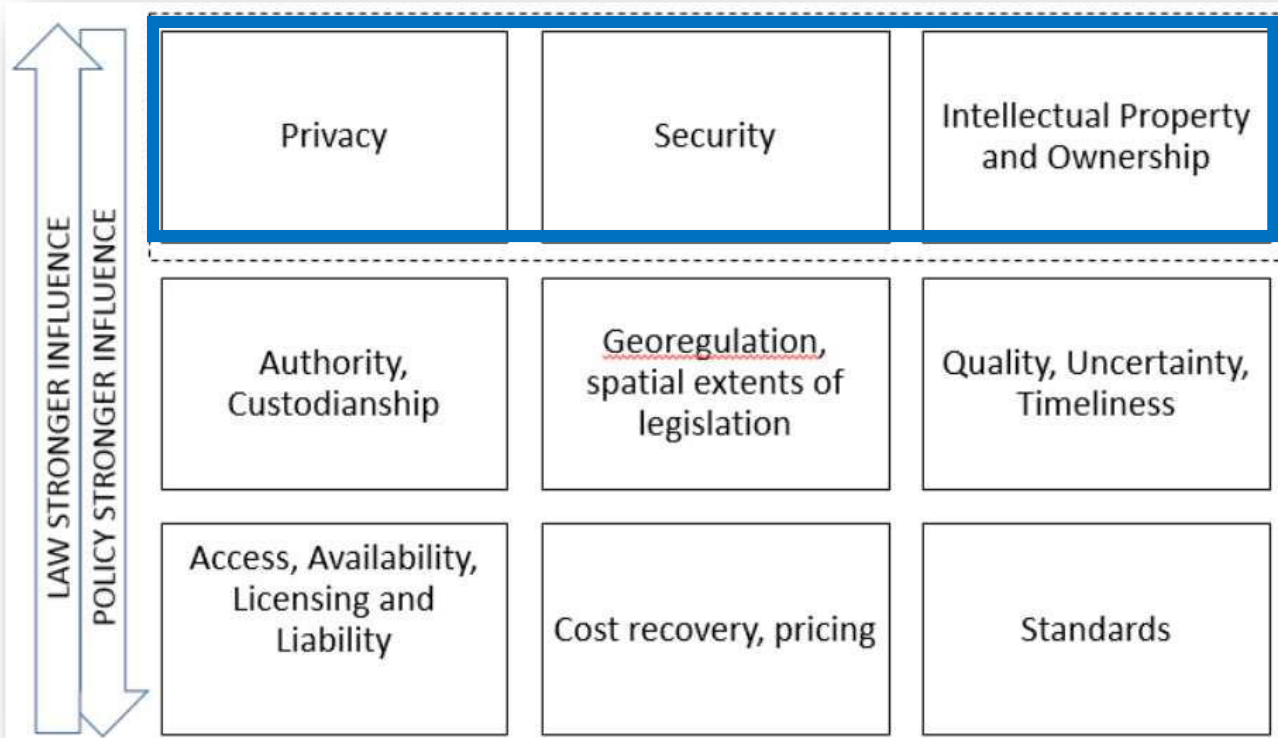 LAW STRONGER INFLUENCE
POLICY STRONGER INFLUENCE
Privacy
Security
Intellectual Property
and Ownership
Authority,
Custodianship
Georegulation,
spatial extents of
legislation
Quality, Uncertainty,
Timeliness
Access, Availability,
Licensing and
Liability
Cost recovery, pricing
Standards